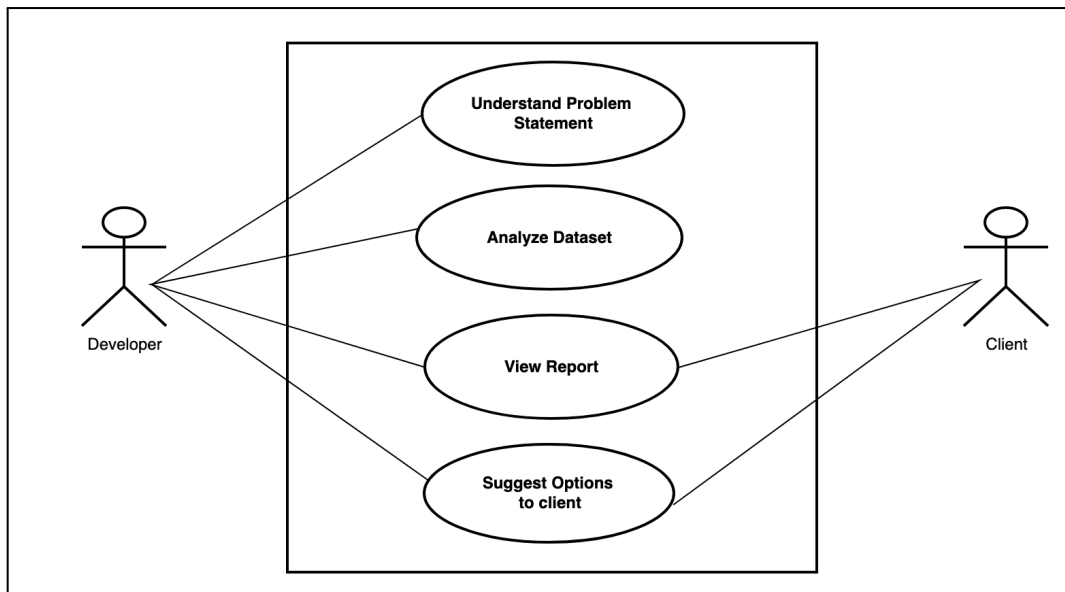 Understand Problem
Statement
Analyze Dataset
Developer
View Report
Client
Suggest Options
to client